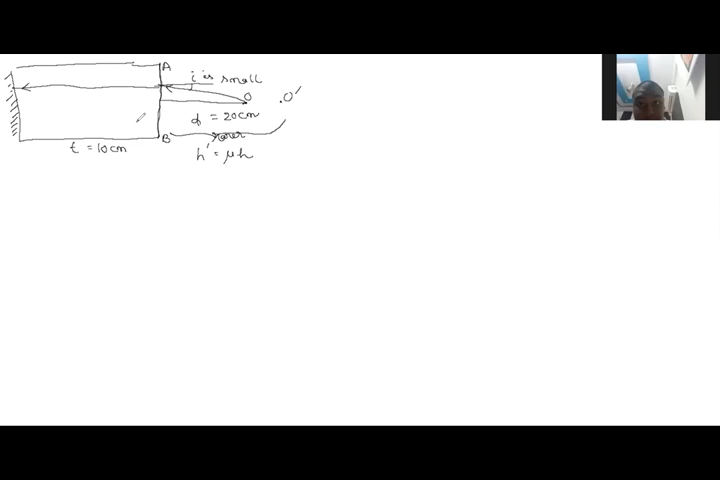 A
i is small
O
.O'
d = 20cm
B
t = 10cm
h' = μh